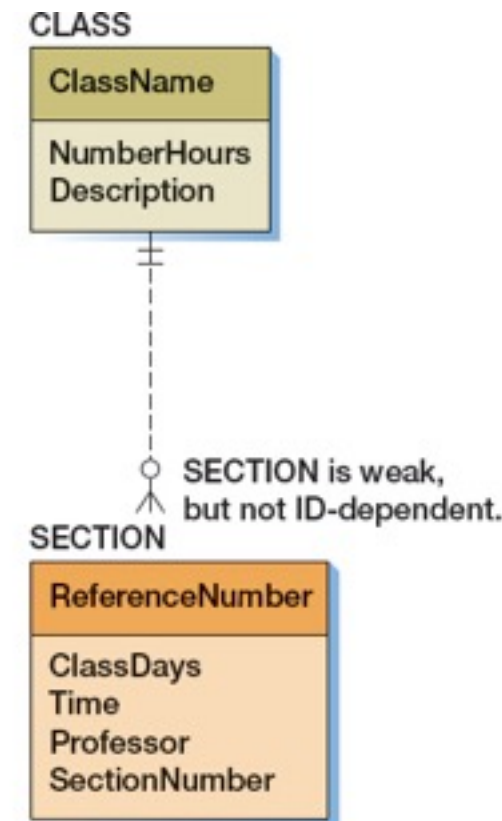 CLASS
ClassName
NumberHours
Description
SECTION is weak,
but not ID-dependent.
SECTION
ReferenceNumber
ClassDays
Time
Professor
SectionNumber